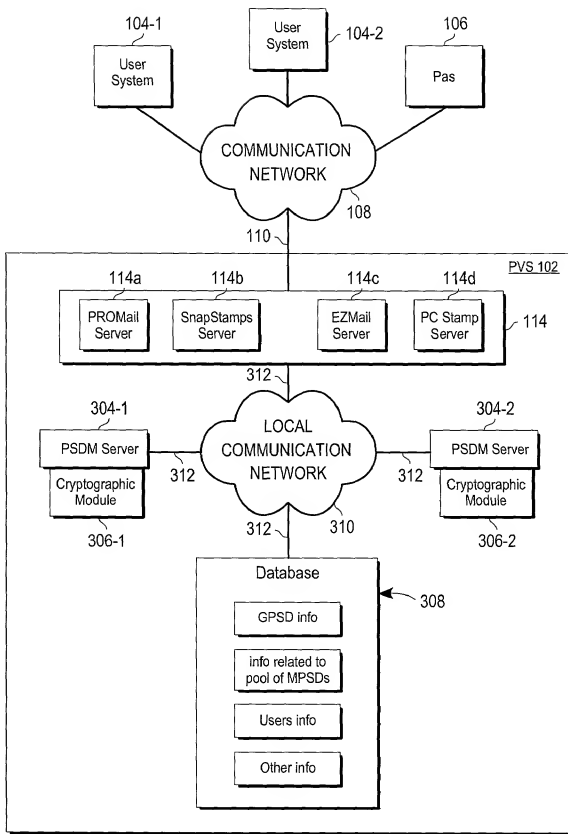 104-1
User
System
User
System
104-2
106
Pas
COMMUNICATION
NETWORK
108
110
PVS 102
114a
PROMail
Server
114b
SnapStamps
Server
114c
EZMail
Server
114d
PC Stamp
Server
114
312
304-1
PSDM Server
Cryptographic
Module
306-1
312
LOCAL
COMMUNICATION
NETWORK
310
312
304-2
PSDM Server
Cryptographic
Module
306-2
312
Database
308
GPSD info
info related to
pool of MPSDs
Users info
Other info